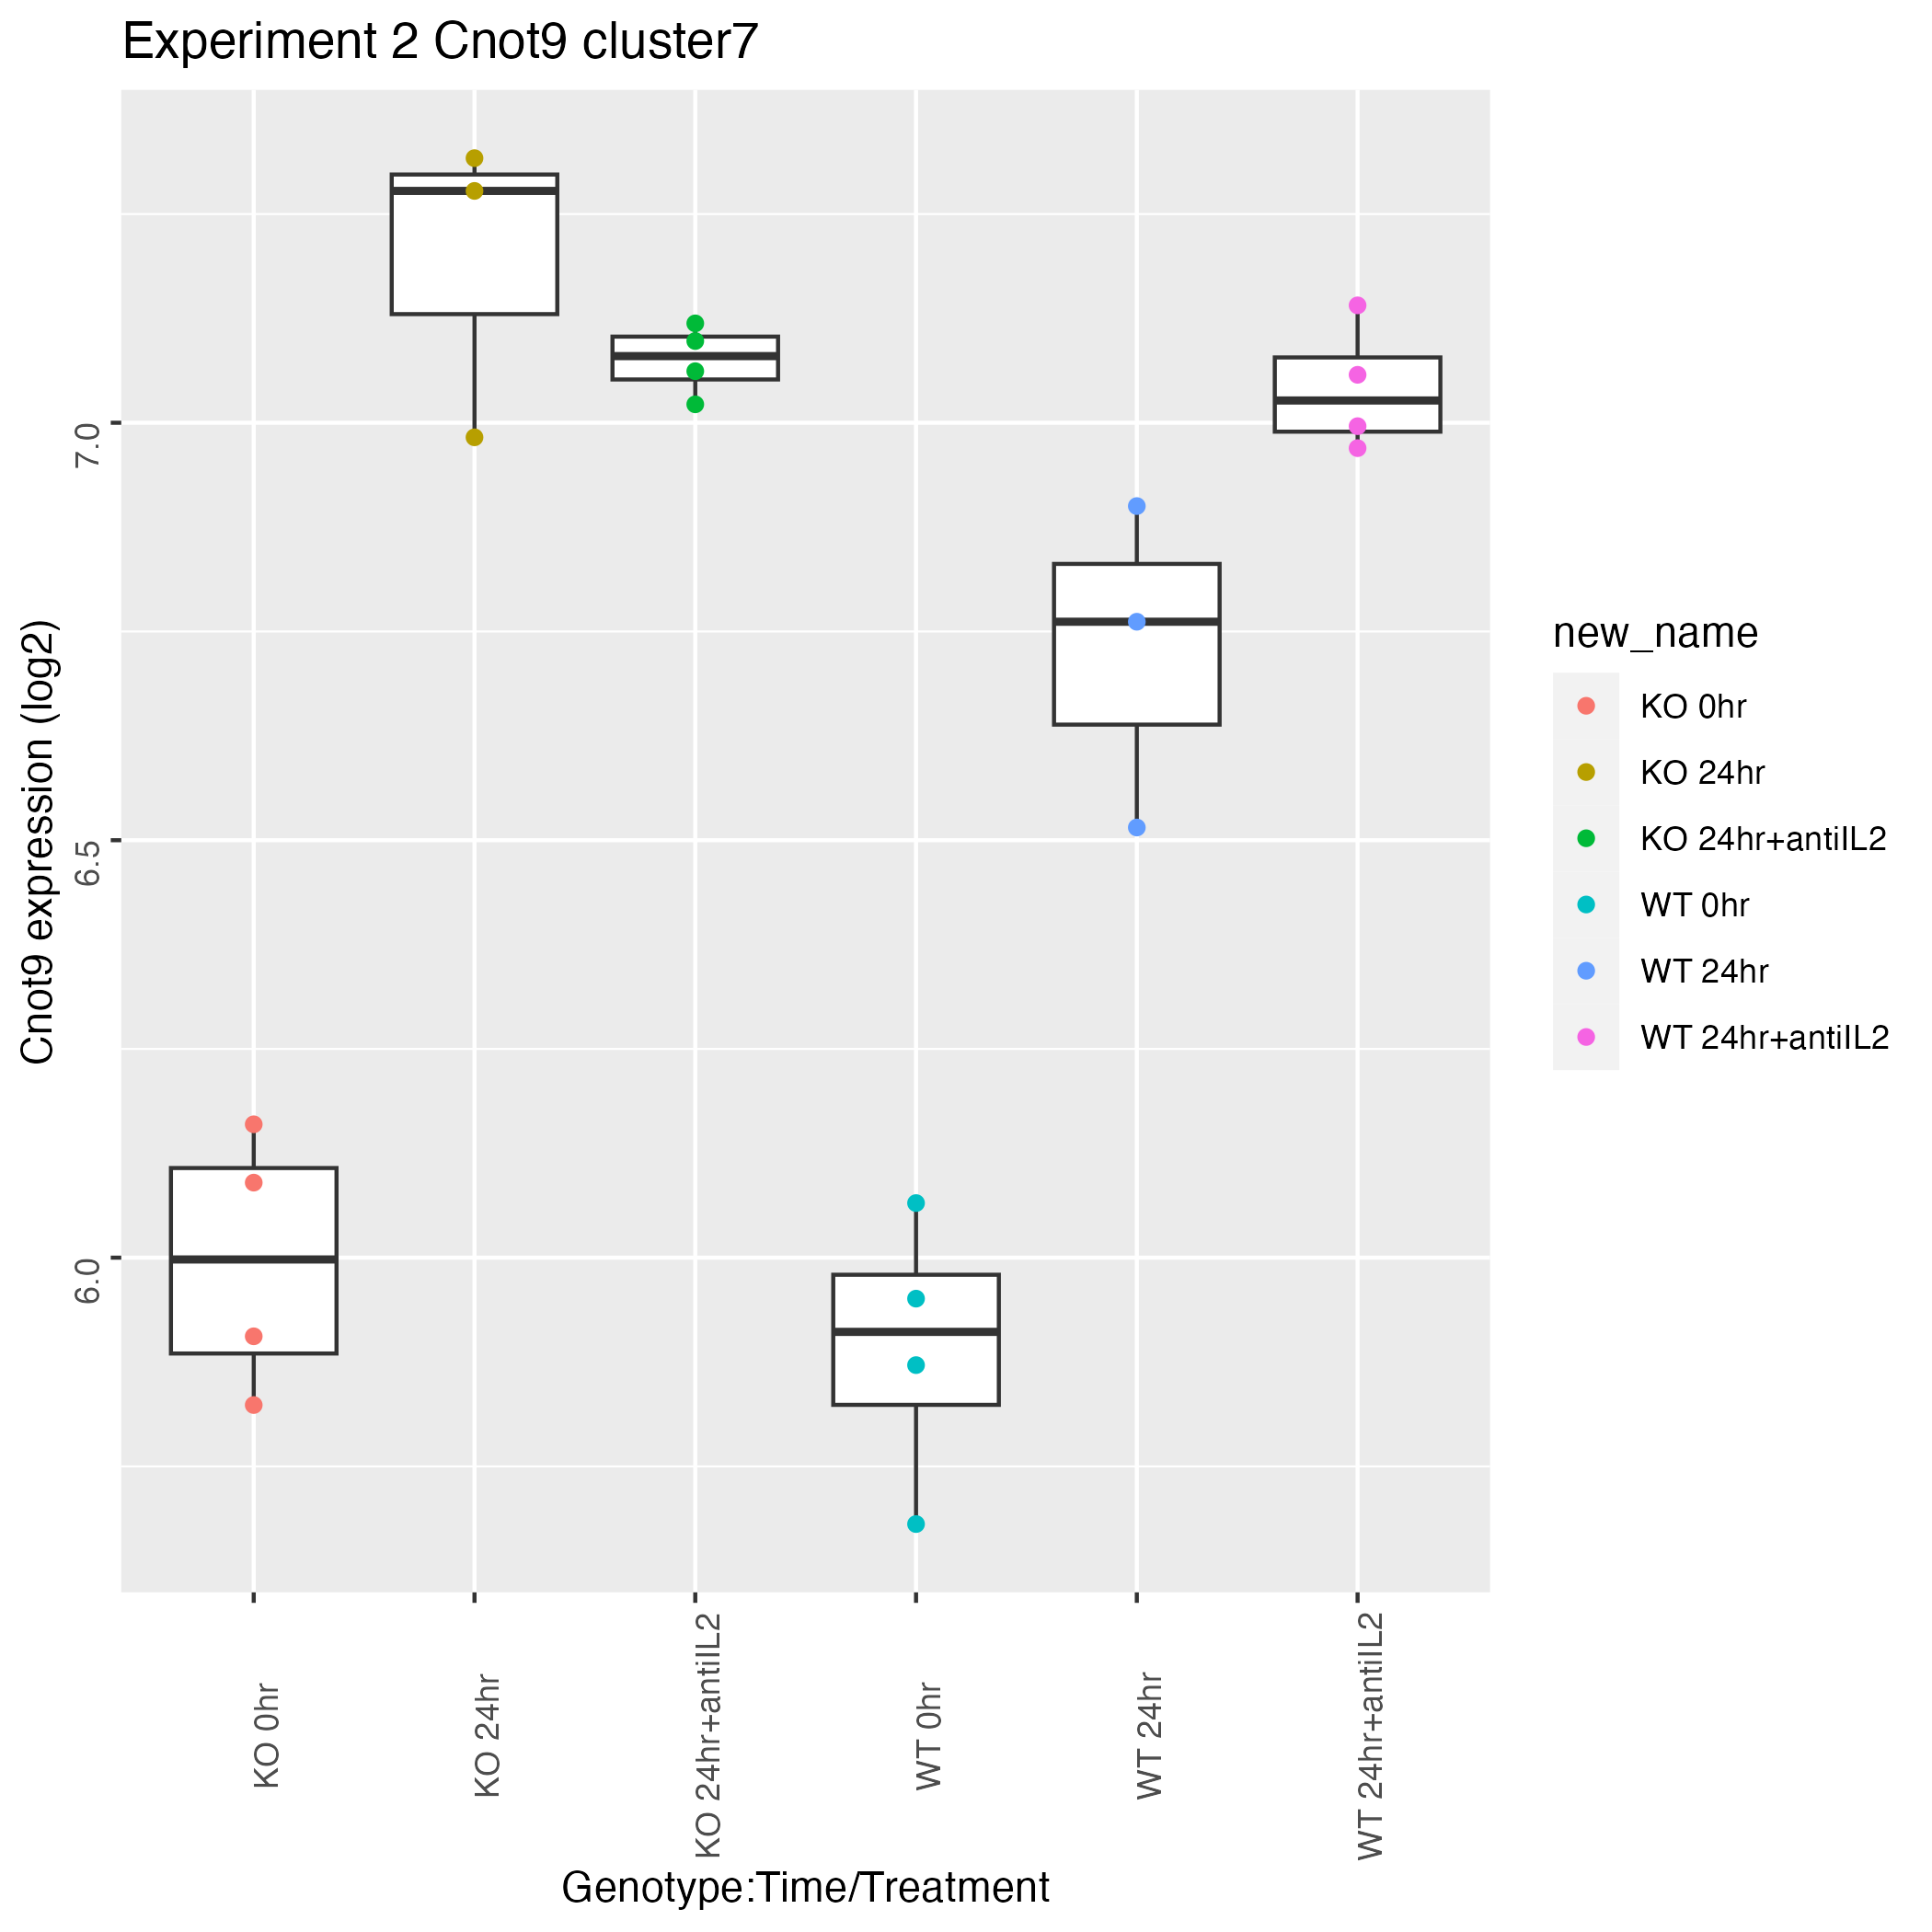 Experiment 2 Cnot9 cluster7
Cnot9 expression (log2)
7.0
6.5
6.0
KO 0hr
KO 24hr
KO 24hr+antiIL2
WT 0hr
WT 24hr
WT 24hr+antiIL2
Genotype:Time/Treatment
new_name
KO 0hr
KO 24hr
KO 24hr+antiIL2
WT 0hr
WT 24hr
WT 24hr+antiIL2